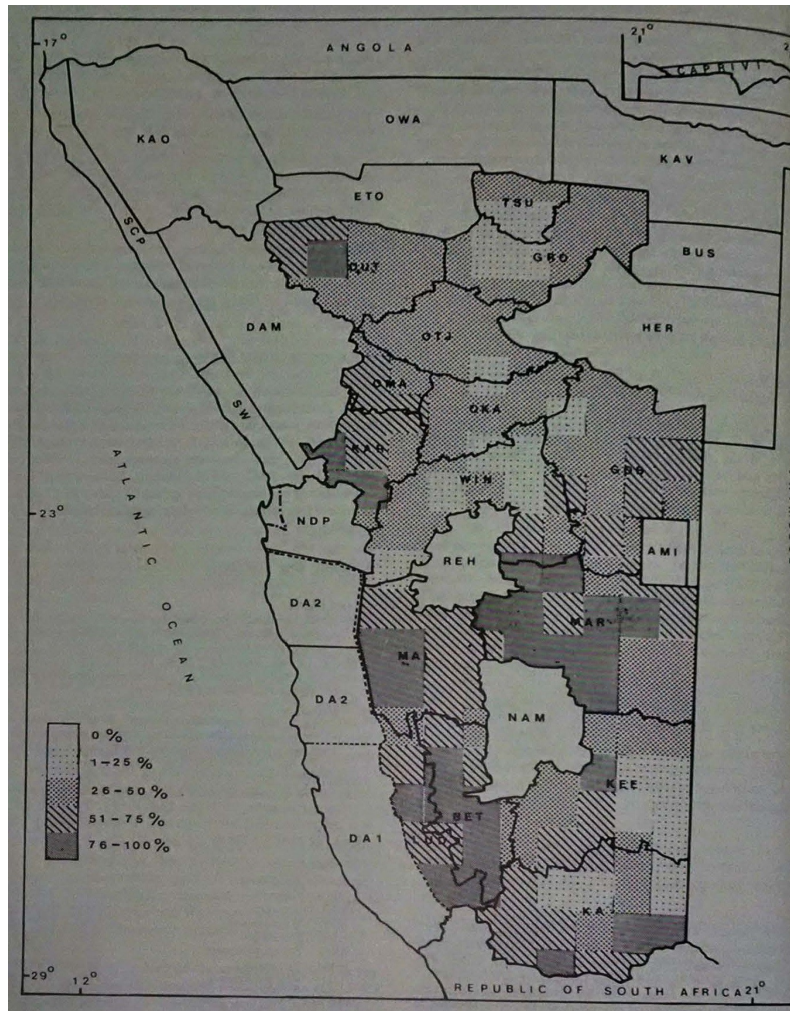 21°
17°
ANGOLA
CAPRIVI
OWA
KAO
KAV
ETO
TSU
SCP
BUS
GRO
OUT
DAM
OTJ
HER
OMA
SW
OKA
KAR
GBB
WIN
ATLANTIC OCEAN
23°
NDP
AMI
REH
DA2
MAR
MA
DA2
NAM
0%
1-25%
26-50%
51-75%
76-100%
KEE
BET
DA1
LUD
KA
29°
12°
REPUBLIC OF SOUTH AFRICA
21°